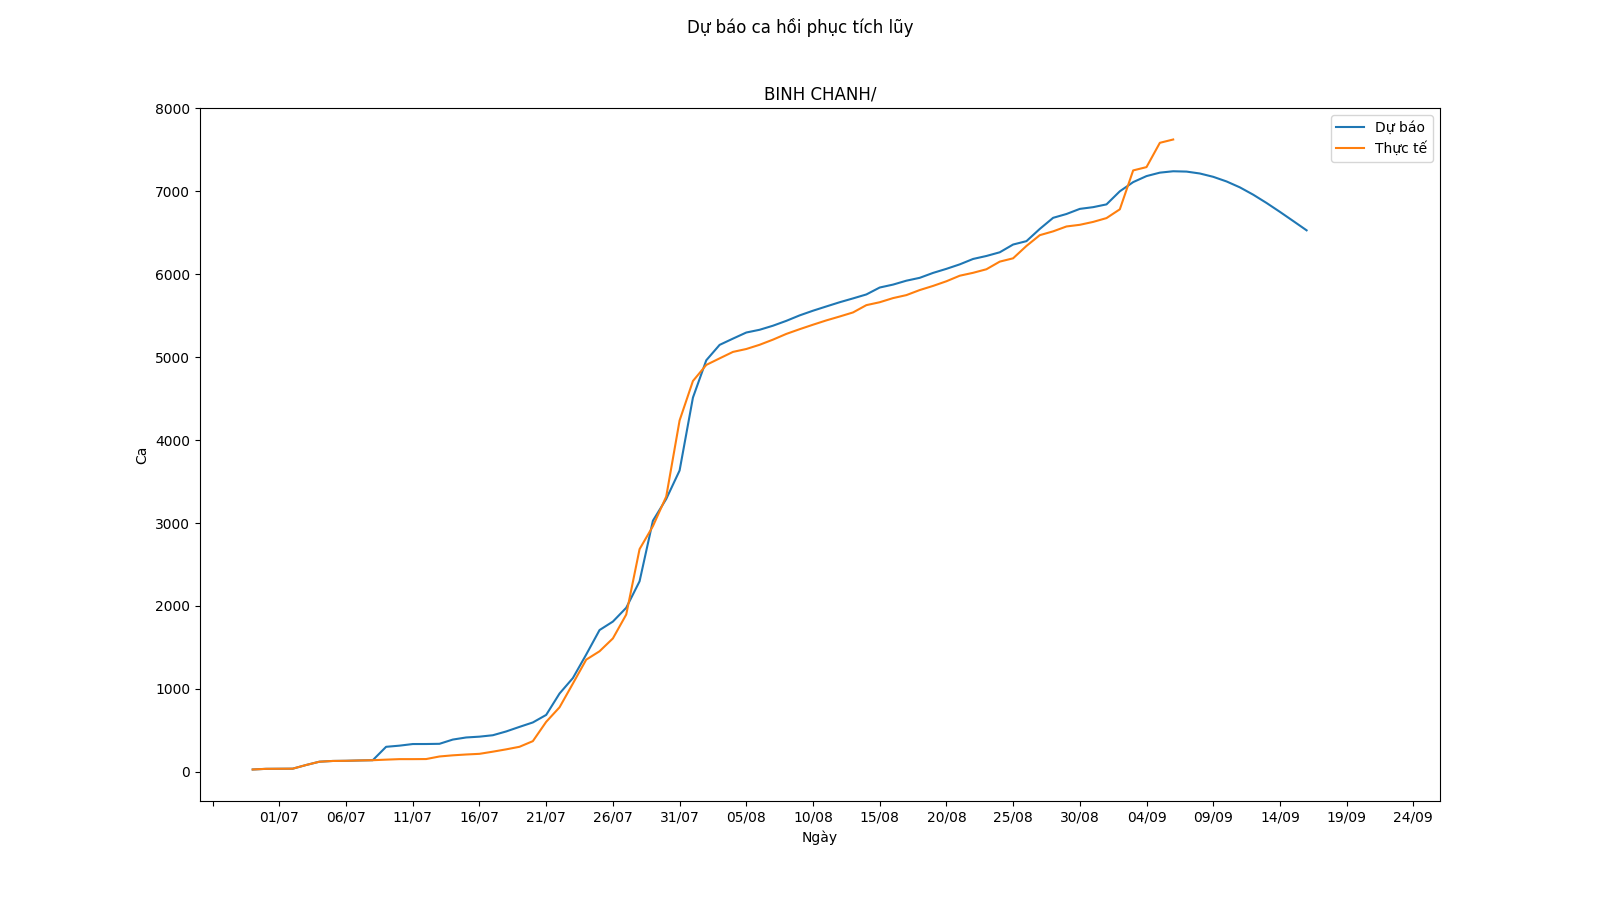 Dự báo ca hồi phục tích lũy
BINH CHANH/
Dự báo
Thực tế
8000
7000
6000
5000
4000
3000
2000
1000
0
Ca
01/07 06/07 11/07 16/07 21/07 26/07 31/07 05/08 10/08 15/08 20/08 25/08 30/08 04/09 09/09 14/09 19/09 24/09
Ngày